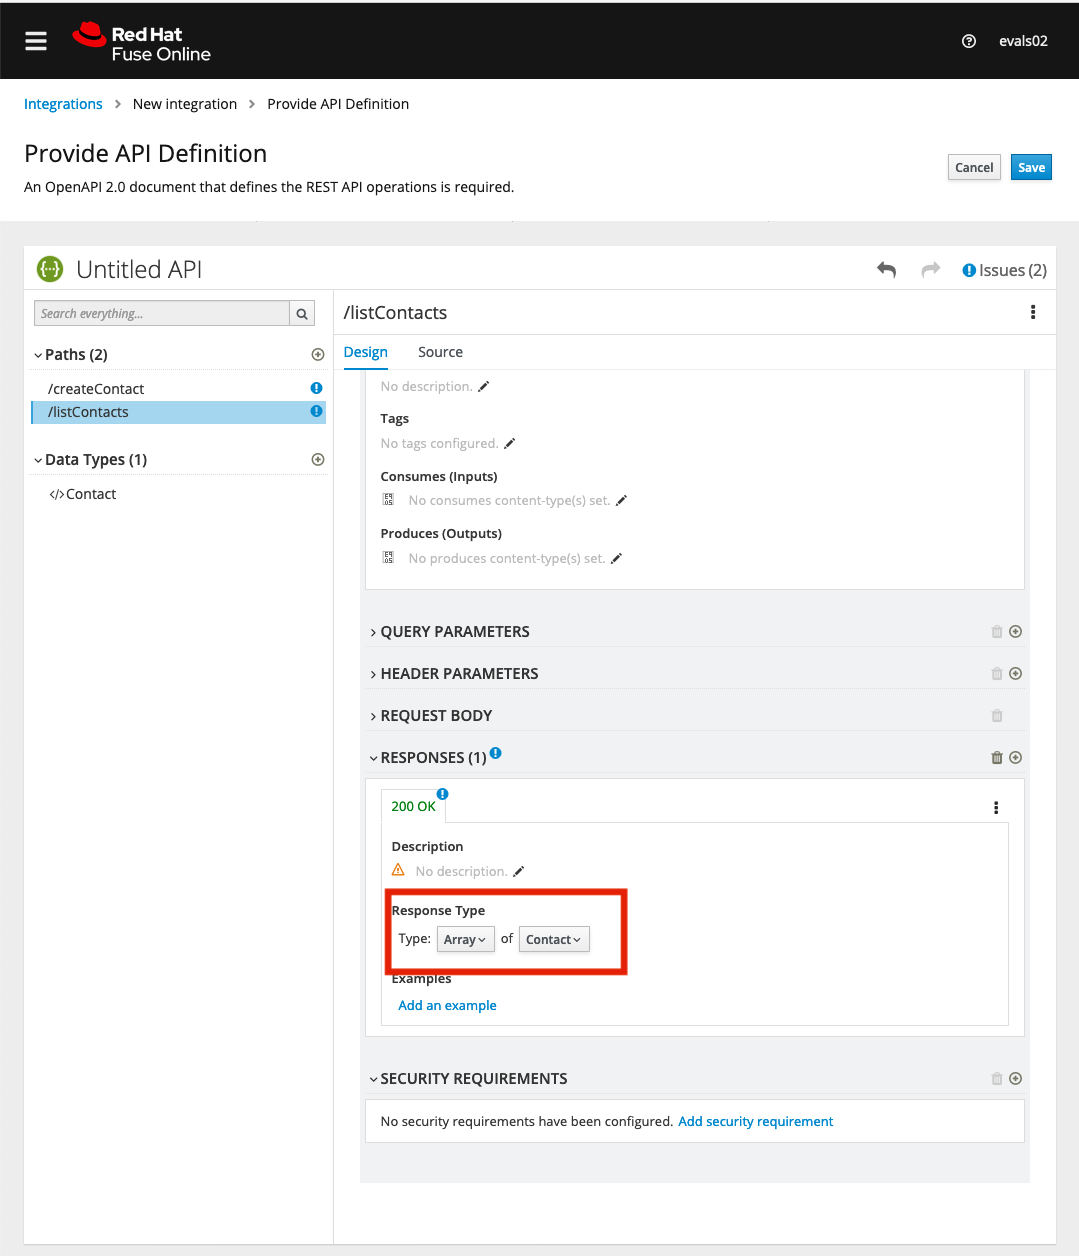 Red Hat
Fuse Online
evals02
Integrations > New integration > Provide API Definition
Provide API Definition
Cancel Save
An OpenAPI 2.0 document that defines the REST API operations is required.
Untitled API
Issues (2)
Search everything...
/listContacts
Paths (2)
Design Source
/createContact
/listContacts
Data Types (1)
</> Contact
No description.
Tags
No tags configured.
Consumes (Inputs)
No consumes content-type(s) set.
Produces (Outputs)
No produces content-type(s) set.
QUERY PARAMETERS
HEADER PARAMETERS
REQUEST BODY
RESPONSES (1)
200 OK
Description
No description.
Response Type
Type: Array of Contact
Examples
Add an example
SECURITY REQUIREMENTS
No security requirements have been configured. Add security requirement